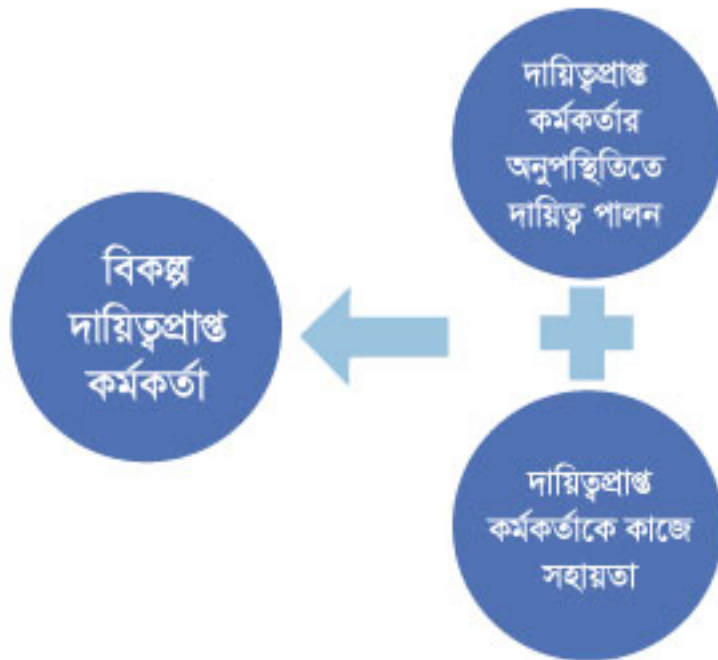 দায়িত্বপ্রাপ্ত
কর্মকর্তার
অনুপস্থিতিতে
দায়িত্ব পালন
বিকল্প
দায়িত্বপ্রাপ্ত
কর্মকর্তা
দায়িত্বপ্রাপ্ত
কর্মকর্তাকে কাজে
সহায়তা